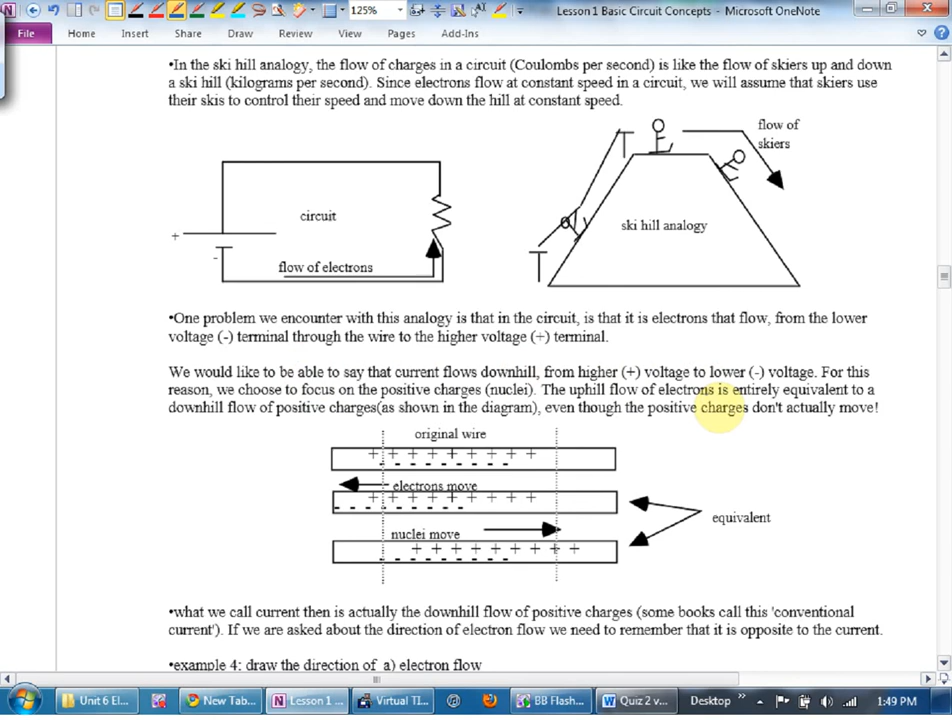 125%
Lesson 1 Basic Circuit Concepts - Microsoft OneNote
File Home Insert Share Draw Review View Pages Add-Ins
•In the ski hill analogy, the flow of charges in a circuit (Coulombs per second) is like the flow of skiers up and down
a ski hill (kilograms per second). Since electrons flow at constant speed in a circuit, we will assume that skiers use
their skis to control their speed and move down the hill at constant speed.
flow of
skiers
circuit
ski hill analogy
+
-
flow of electrons
•One problem we encounter with this analogy is that in the circuit, is that it is electrons that flow, from the lower
voltage (-) terminal through the wire to the higher voltage (+) terminal.
We would like to be able to say that current flows downhill, from higher (+) voltage to lower (-) voltage. For this
reason, we choose to focus on the positive charges (nuclei). The uphill flow of electrons is entirely equivalent to a
downhill flow of positive charges(as shown in the diagram), even though the positive charges don't actually move!
original wire
+ + + + + + + + +
- - - - - - - - -
electrons move
+ + + + + + + + +
- - - - - - - - -
equivalent
nuclei move
+ + + + + + + + +
- - - - - - - - -
•what we call current then is actually the downhill flow of positive charges (some books call this 'conventional
current'). If we are asked about the direction of electron flow we need to remember that it is opposite to the current.
•example 4: draw the direction of a) electron flow
Unit 6 El... New Tab... Lesson 1 ... Virtual TI... BB Flash... Quiz 2 v... Desktop » 1:49 PM